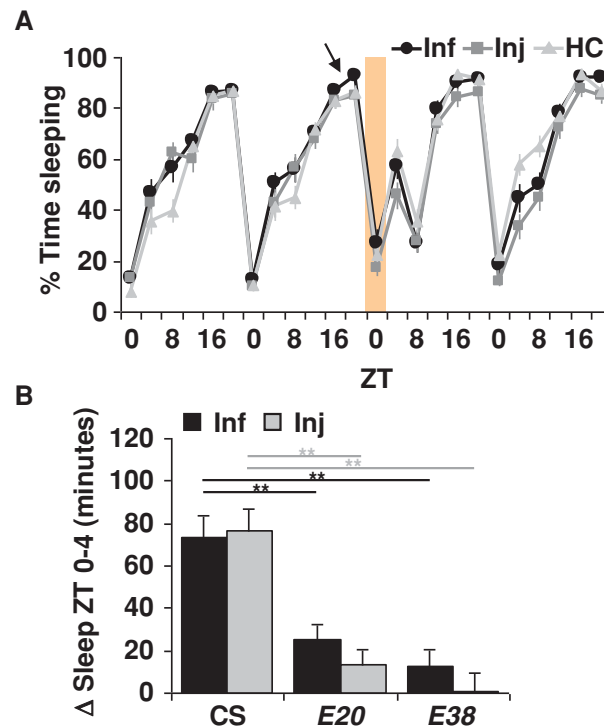 A
Inf Inj HC
% Time sleeping
100
80
60
40
20
0
0 8 16 0 8 16 0 8 16 0 8 16
ZT
B
Inf Inj
Δ Sleep ZT 0-4 (minutes)
120
100
80
60
40
20
0
**
**
**
**
CS E20 E38